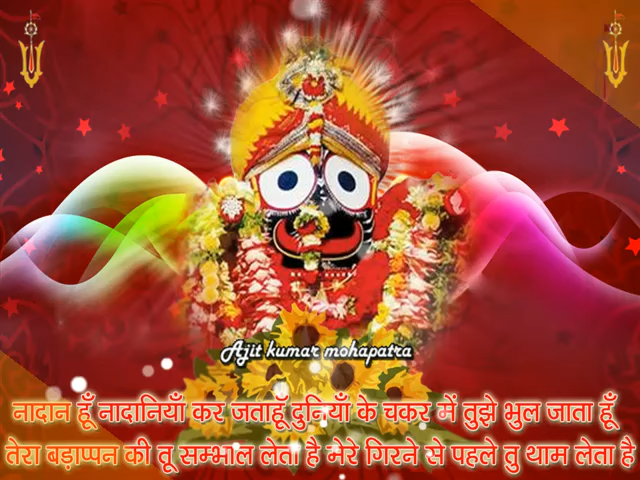 Ajit kumar mohapatra
नादान हूँ नादानियाँ कर जताहूँ दुनियाँ के चकर में तुझे भुल जाता हूँ
तेरा बड़ाप्पन की तू सम्भाल लेता है मेरे गिरने से पहले तु थाम लेता है